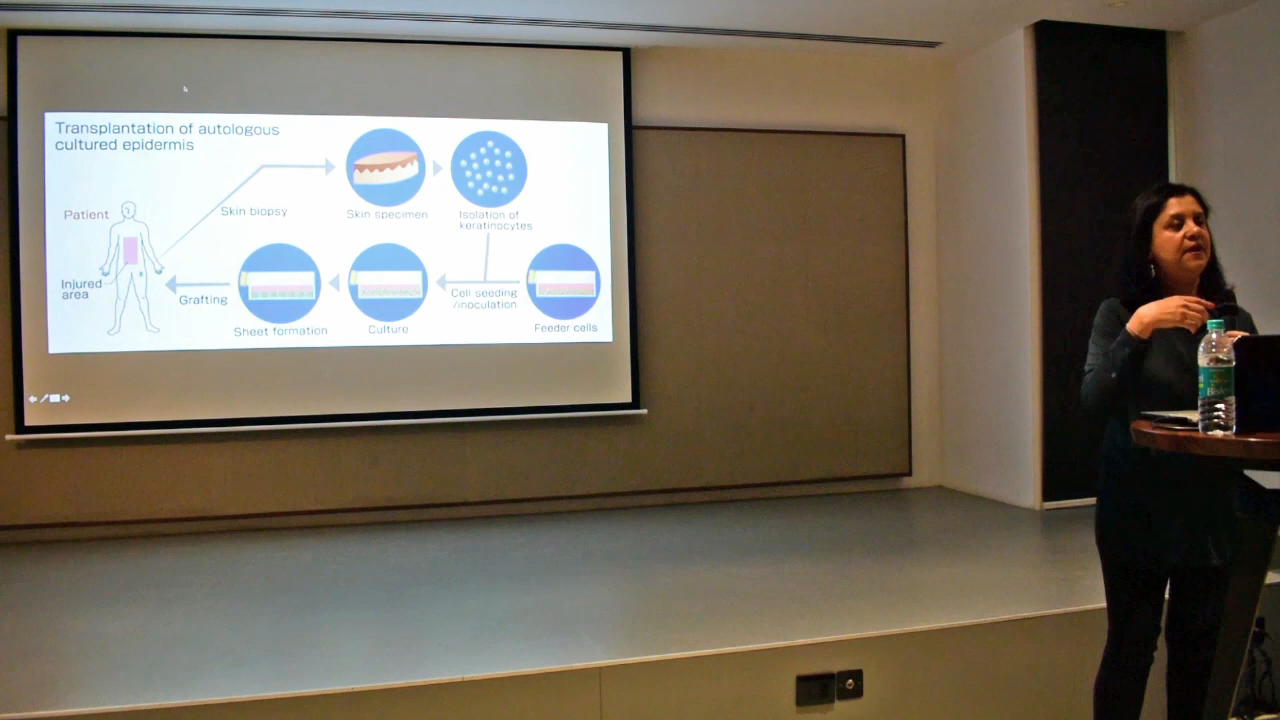 Transplantation of autologous
cultured epidermis
Patient
Skin biopsy
Skin specimen
Isolation of
keratinocytes
Injured
area
Grafting
Sheet formation
Culture
Cell seeding
/inoculation
Feeder cells